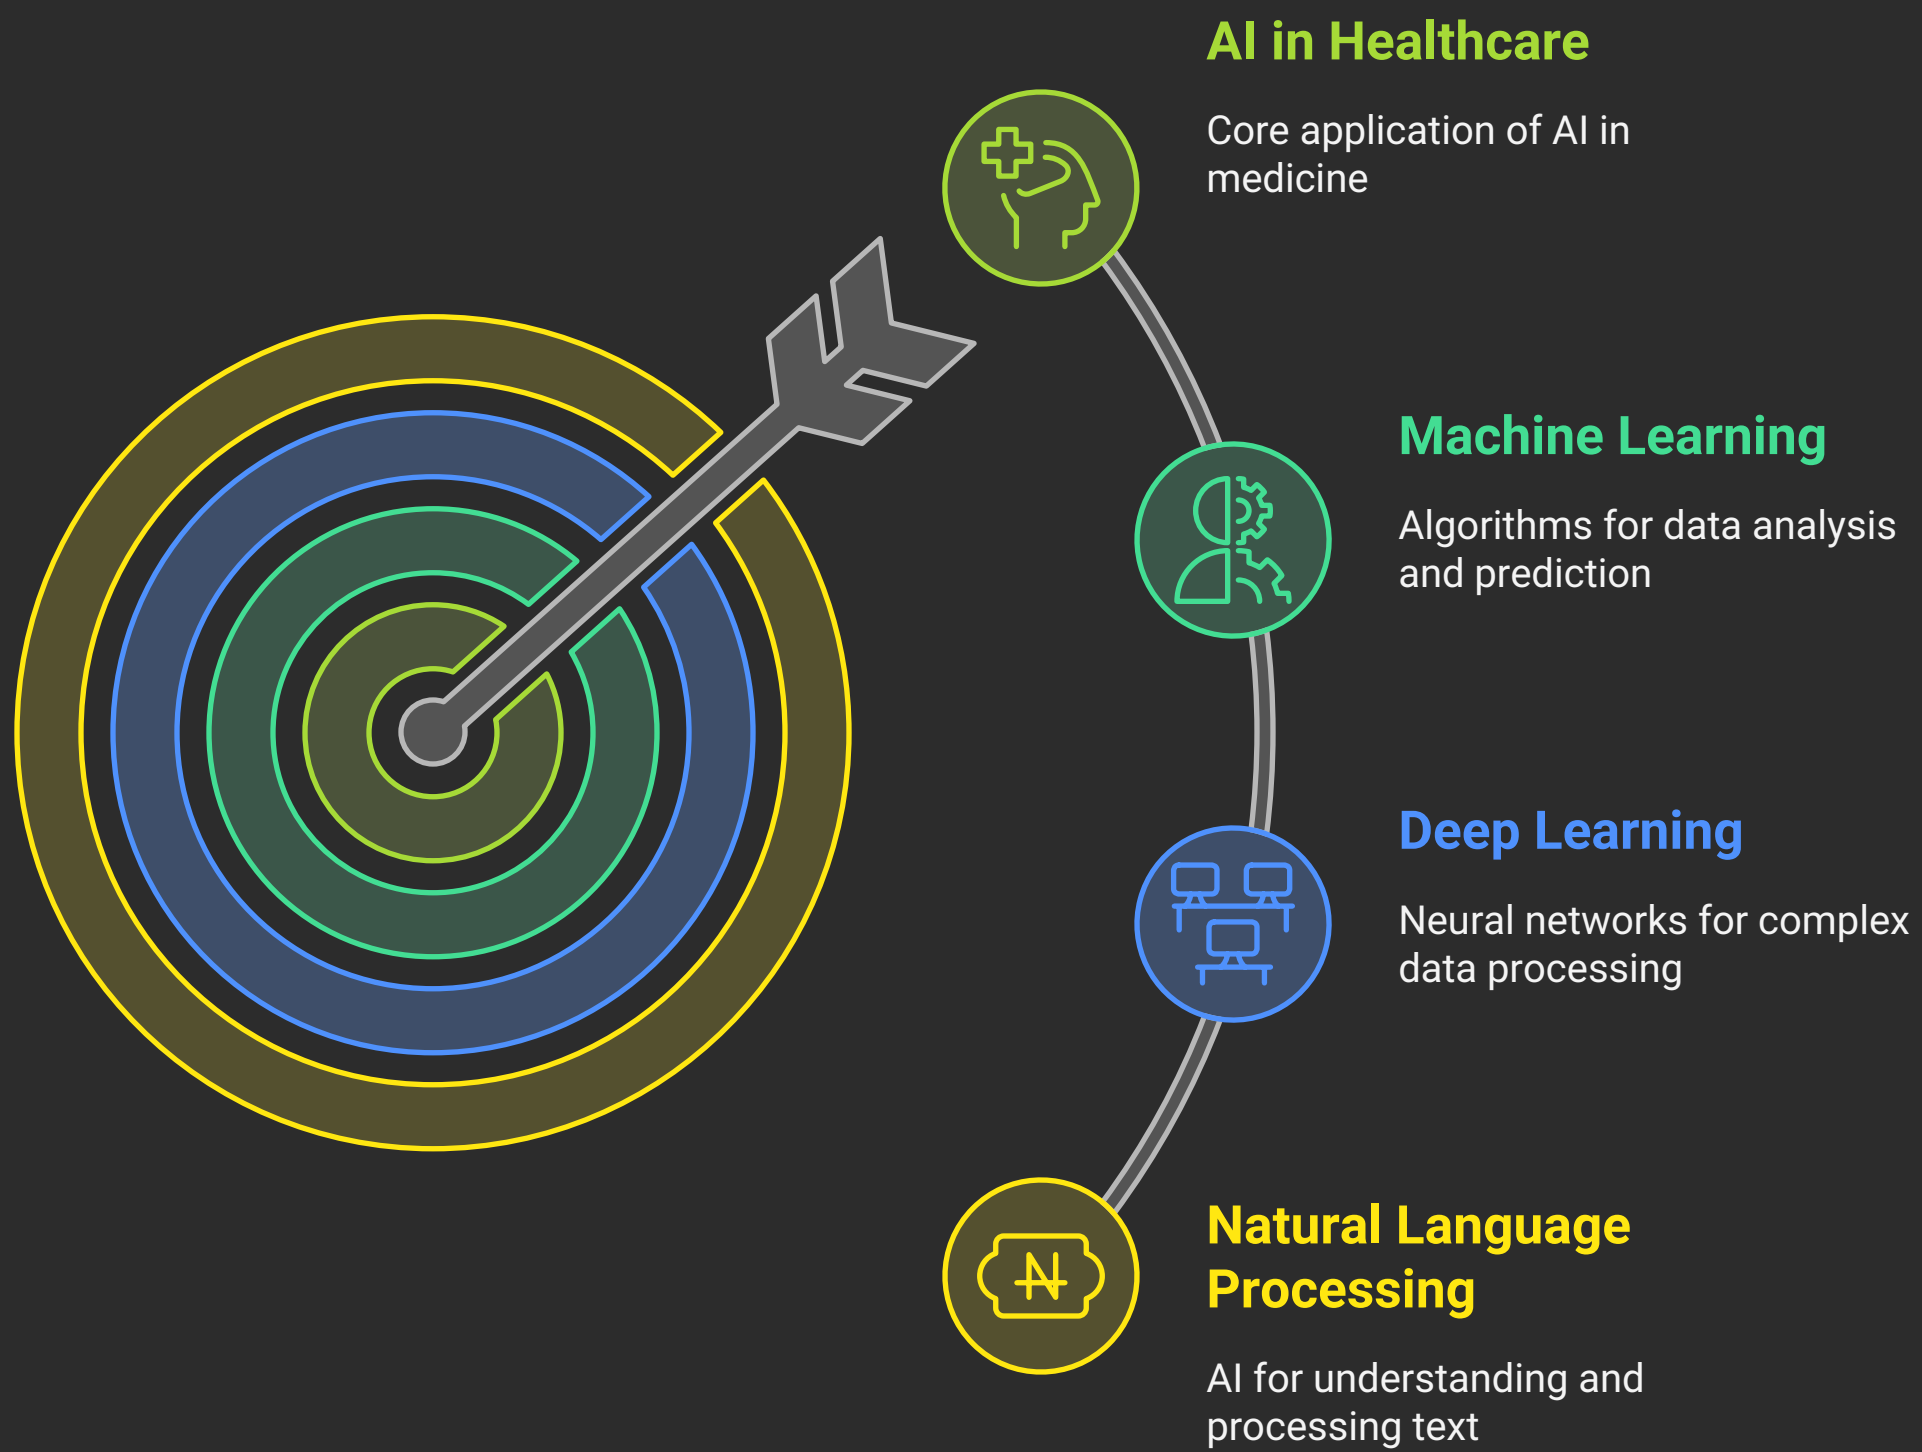 AI in Healthcare
Core application of AI in
medicine
Machine Learning
Algorithms for data analysis
and prediction
Deep Learning
Neural networks for complex
data processing
Natural Language
Processing
AI for understanding and
processing text